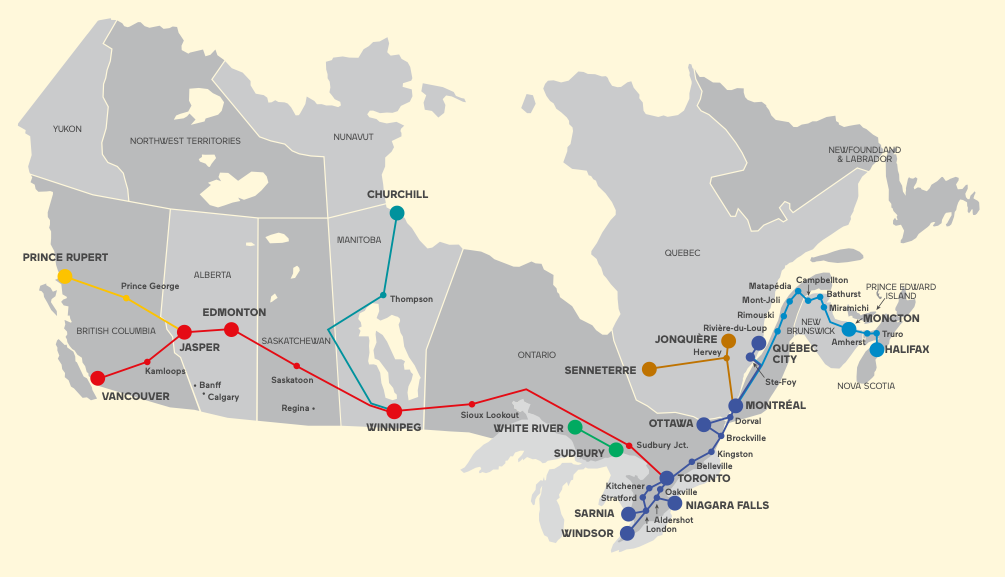 YUKON
NORTHWEST TERRITORIES
NUNAVUT
NEWFOUNDLAND
& LABRADOR
CHURCHILL
MANITOBA
QUEBEC
PRINCE RUPERT
Prince George
ALBERTA
EDMONTON
BRITISH COLUMBIA
JASPER
Kamloops
VANCOUVER
Banff
Calgary
SASKATCHEWAN
Saskatoon
Regina
Thompson
WINNIPEG
Sioux Lookout
ONTARIO
WHITE RIVER
SUDBURY
Sudbury Jct.
SENNETERRE
JONQUIÈRE
Hervey
Matapédia
Mont-Joli
Rimouski
Rivière-du-Loup
Campbellton
Bathurst
Miramichi
PRINCE EDWARD
ISLAND
NEW
BRUNSWICK
MONCTON
Amherst
Truro
HALIFAX
NOVA SCOTIA
QUÉBEC
CITY
Ste-Foy
MONTRÉAL
Dorval
OTTAWA
Brockville
Kingston
Belleville
TORONTO
Kitchener
Oakville
Stratford
NIAGARA FALLS
SARNIA
Aldershot
London
WINDSOR